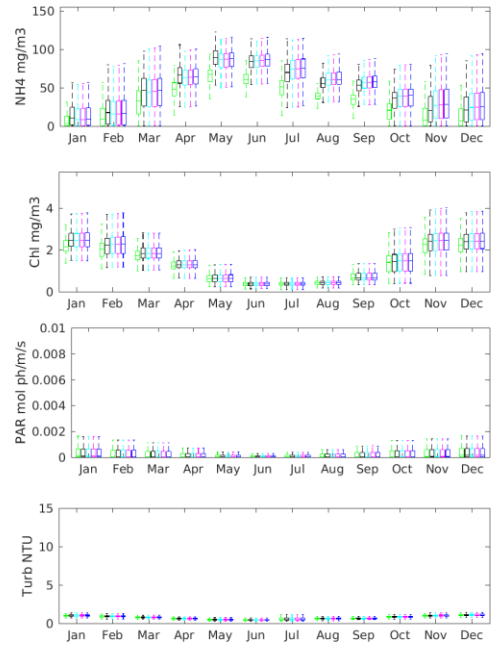 NH4 mg/m3
150
100
50
0
Jan Feb Mar Apr May Jun Jul Aug Sep Oct Nov Dec
Chl mg/m3
4
2
0
Jan Feb Mar Apr May Jun Jul Aug Sep Oct Nov Dec
PAR mol ph/m/s
0.01
0.008
0.006
0.004
0.002
0
Jan Feb Mar Apr May Jun Jul Aug Sep Oct Nov Dec
Turb NTU
15
10
5
0
Jan Feb Mar Apr May Jun Jul Aug Sep Oct Nov Dec